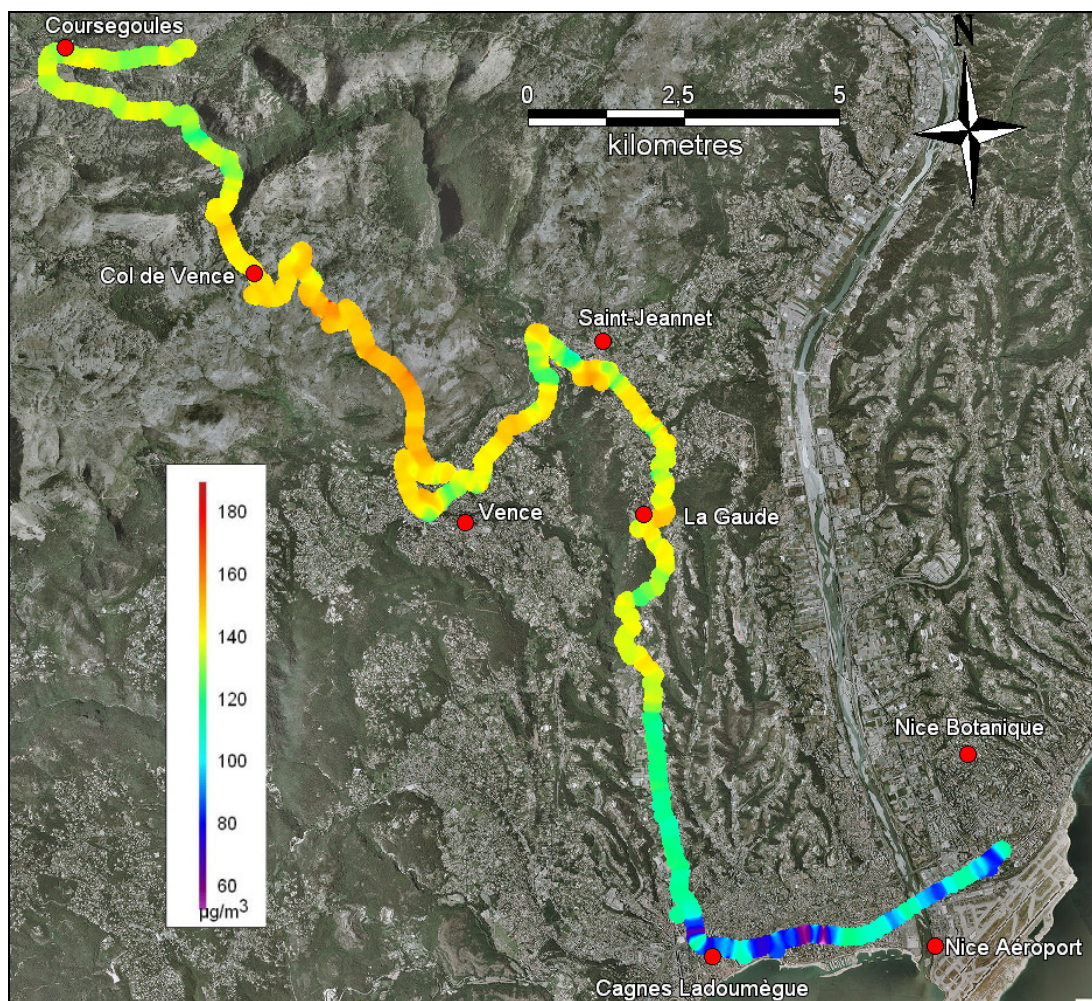 Coursegoules
N
0 2,5 5
kilometres
Col de Vence
Saint-Jeannet
Vence
La Gaude
180
160
140
120
100
80
60
µg/m3
Nice Botanique
Nice Aéroport
Cagnes Ladoumègue